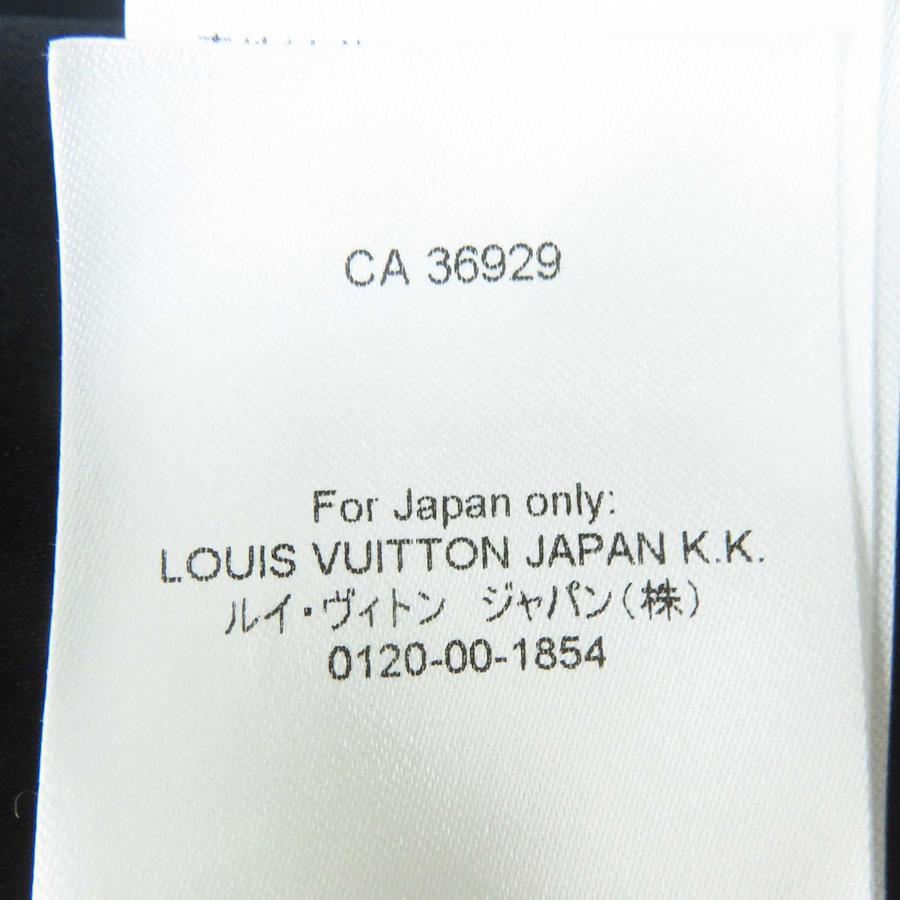 CA 36929
For Japan only:
LOUIS VUITTON JAPAN K.K.
ルイ・ヴィトン ジャパン(株)
0120-00-1854